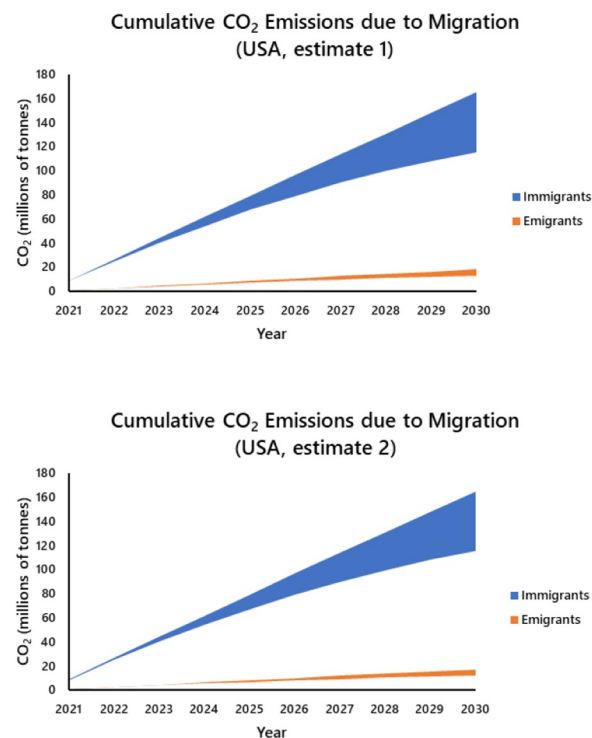 Cumulative CO₂ Emissions due to Migration
(USA, estimate 1)
CO₂ (millions of tonnes)
180
160
140
120
100
80
60
40
20
0
2021 2022 2023 2024 2025 2026 2027 2028 2029 2030
Year
Immigrants
Emigrants
Cumulative CO₂ Emissions due to Migration
(USA, estimate 2)
CO₂ (millions of tonnes)
180
160
140
120
100
80
60
40
20
0
2021 2022 2023 2024 2025 2026 2027 2028 2029 2030
Year
Immigrants
Emigrants